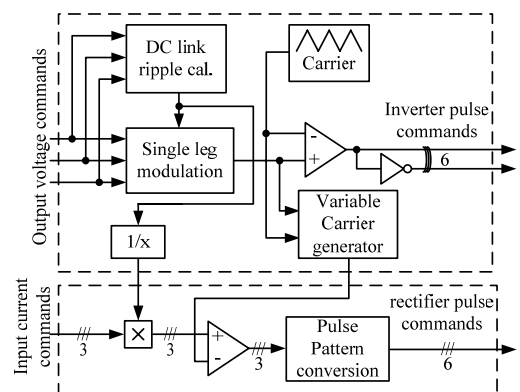 DC link
ripple cal.
Carrier
Output voltage commands
Single leg
modulation
-
+
Inverter pulse
commands
6
Variable
Carrier
generator
1/x
Input current
commands
3
×
3
+
-
3
Pulse
Pattern
conversion
rectifier pulse
commands
6